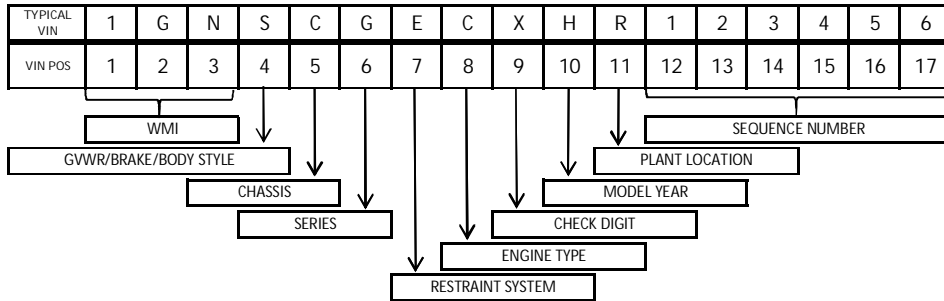 TYPICAL VIN 1 G N S C G E C X H R 1 2 3 4 5 6
VIN POS 1 2 3 4 5 6 7 8 9 10 11 12 13 14 15 16 17
WMI SEQUENCE NUMBER
GVWR/BRAKE/BODY STYLE PLANT LOCATION
CHASSIS MODEL YEAR
SERIES CHECK DIGIT
ENGINE TYPE
RESTRAINT SYSTEM